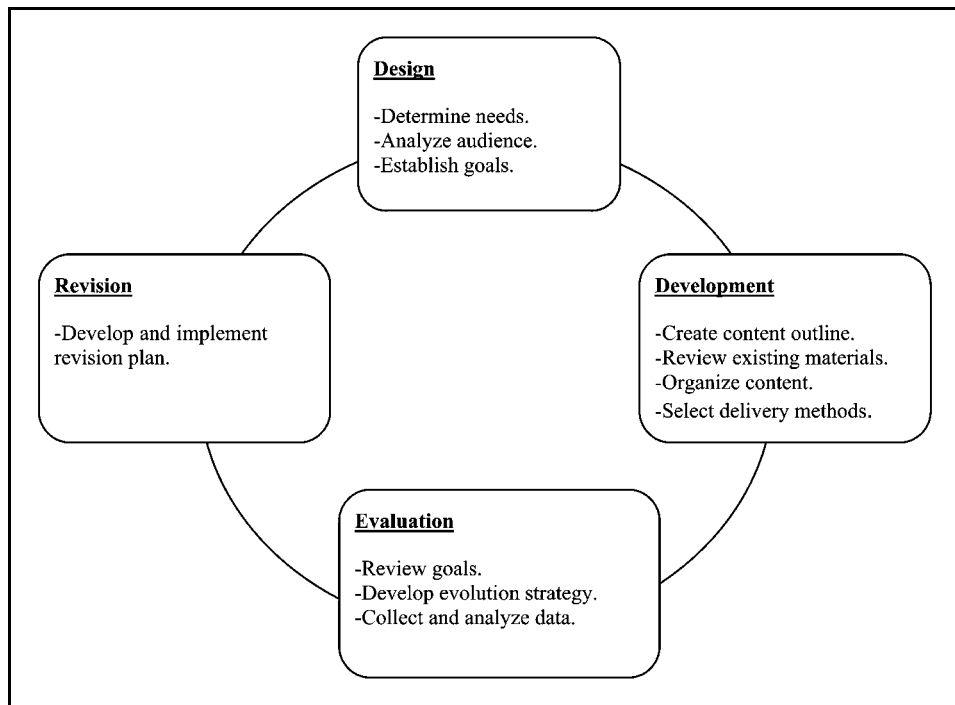 Design
-Determine needs.
-Analyze audience.
-Establish goals.
Revision
-Develop and implement
revision plan.
Development
-Create content outline.
-Review existing materials.
-Organize content.
-Select delivery methods.
Evaluation
-Review goals.
-Develop evolution strategy.
-Collect and analyze data.